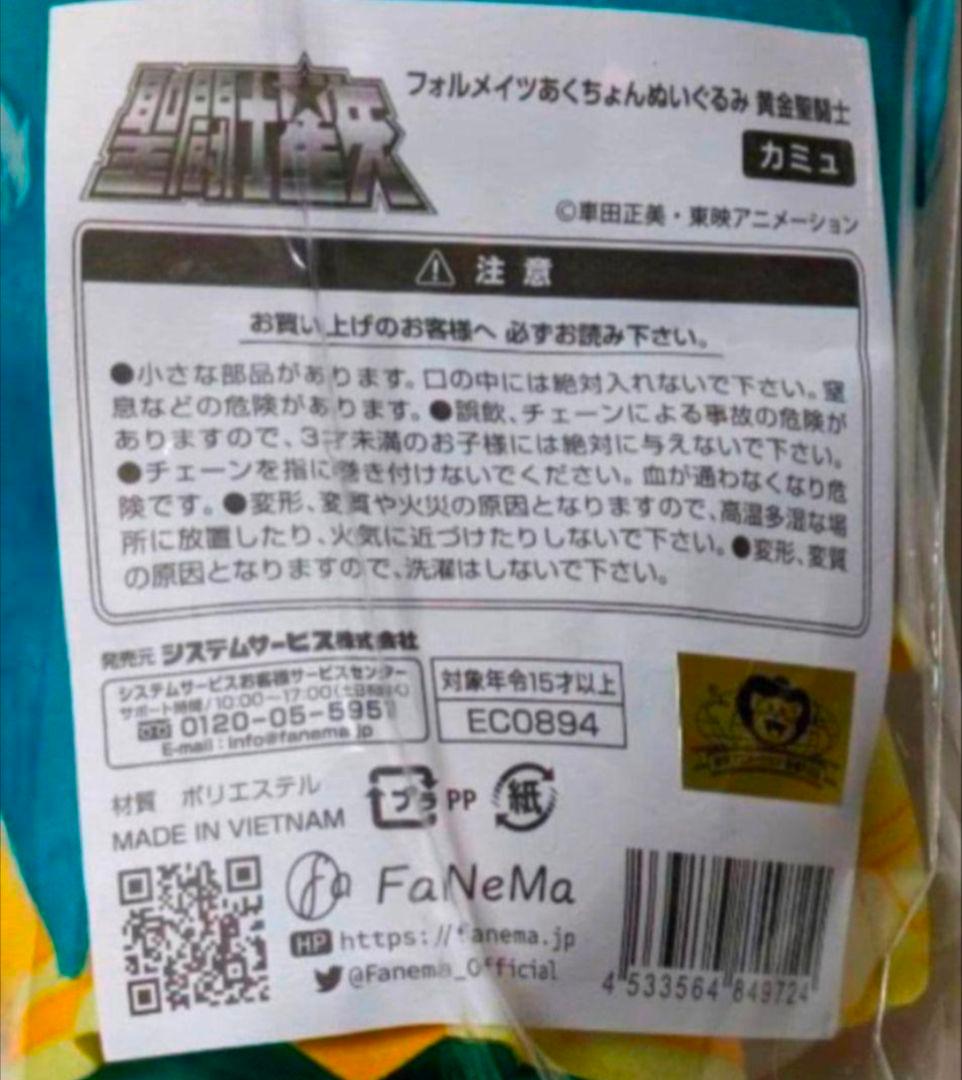 聖闘士星矢
フォルメイツあくちょんぬいぐるみ 黄金聖闘士
カミュ
©車田正美・東映アニメーション
注意
お買い上げのお客様へ 必ずお読み下さい。
●小さな部品があります。口の中には絶対入れないで下さい。窒
息などの危険があります。●誤飲、チェーンによる事故の危険が
ありますので、3才未満のお子様には絶対に与えないで下さい。
●チェーンを指に巻き付けないでください。血が通わなくなり危
険です。●変形、変質や火災の原因となりますので、高温多湿な場
所に放置したり、火気に近づけたりしないで下さい。●変形、変質
の原因となりますので、洗濯はしないで下さい。
発売元 システムサービス株式会社
システムサービスお客様サービスセンター
サポート時間/10:00~17:00
0120-05-5951
E-mail:info@fanema.jp
対象年令15才以上
EC0894
材質 ポリエステル
MADE IN VIETNAM
プラ PP 紙
FaNeMa
HP https://fanema.jp
@Fanema_Official
4 533564 849724